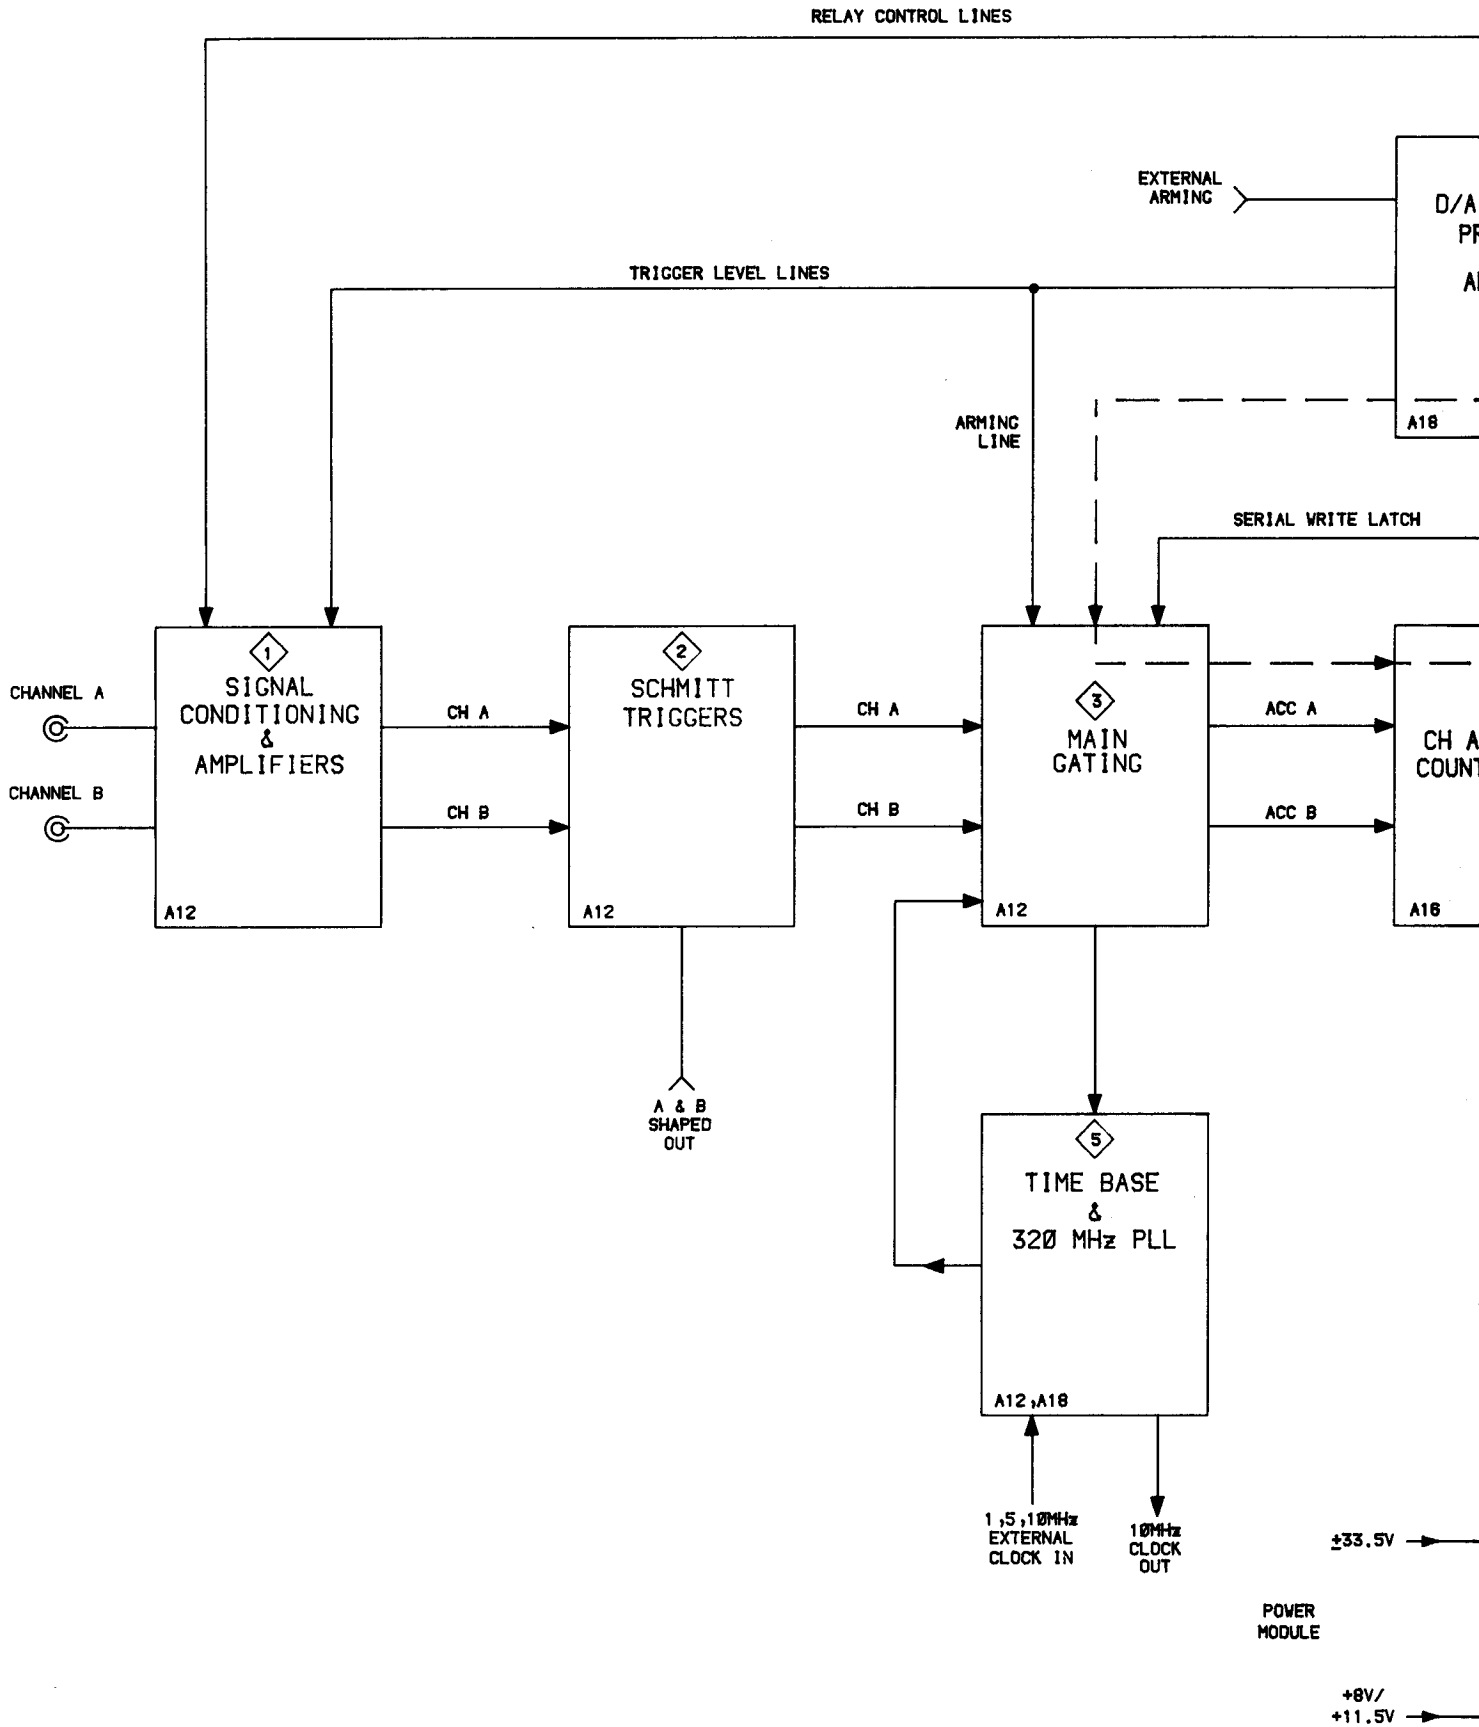 RELAY CONTROL LINES
EXTERNAL
ARMING
D/A
TRIGGER LEVEL LINES
ARMING
LINE
A18
SERIAL WRITE LATCH
1
SIGNAL
CONDITIONING
&
AMPLIFIERS
A12
CHANNEL A
CHANNEL B
CH A
CH B
2
SCHMITT
TRIGGERS
A12
CH A
CH B
3
MAIN
GATING
A12
ACC A
ACC B
CH A
COUNT
A16
A & B
SHAPED
OUT
5
TIME BASE
&
320 MHz PLL
A12,A18
1,5,10MHz
EXTERNAL
CLOCK IN
10MHz
CLOCK
OUT
±33.5V
POWER
MODULE
+8V/
+11.5V